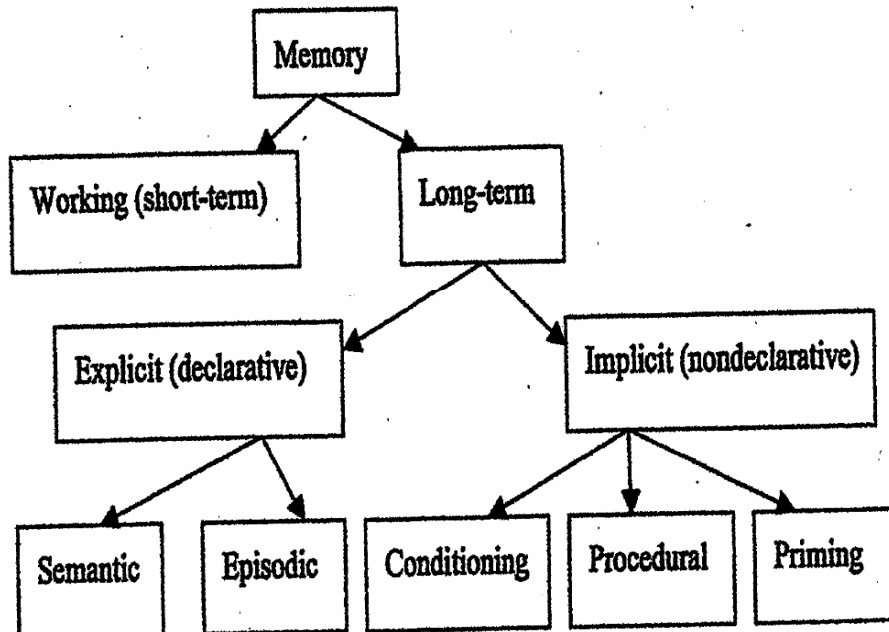 Memory
Working (short-term)
Long-term
Explicit (declarative)
Implicit (nondeclarative)
Semantic
Episodic
Conditioning
Procedural
Priming